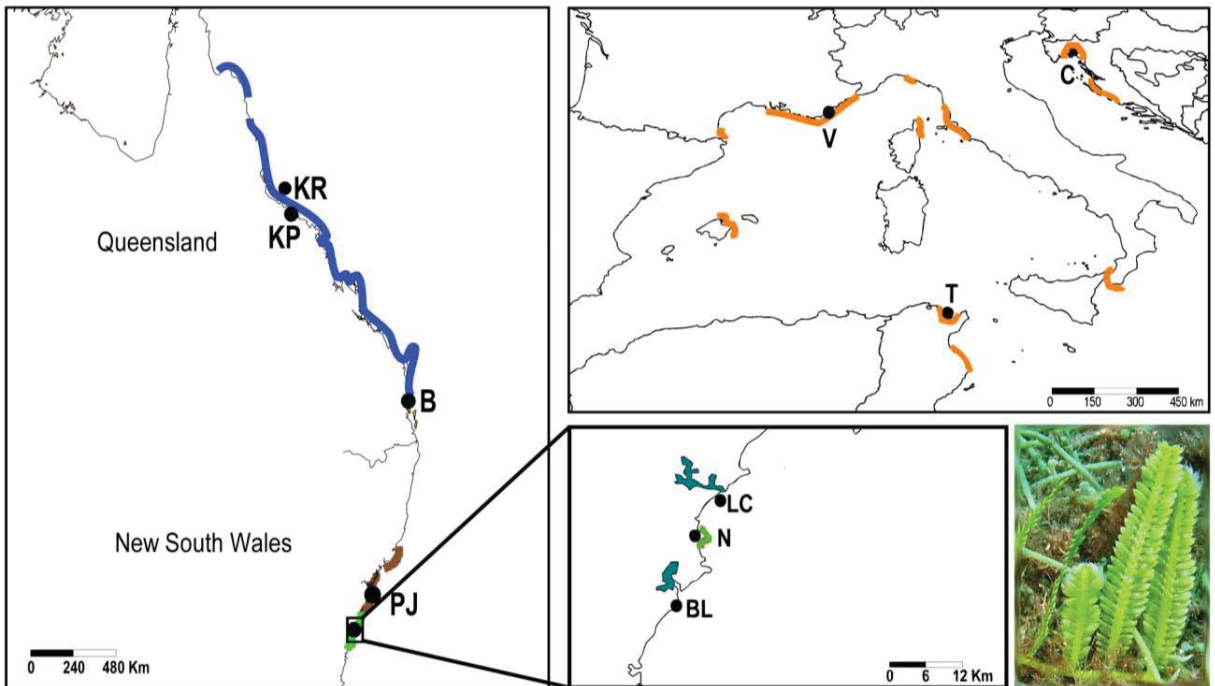 KR
KP
Queensland
B
New South Wales
PJ
0 240 480 Km
C
V
T
0 150 300 450 km
LC
N
BL
0 6 12 Km